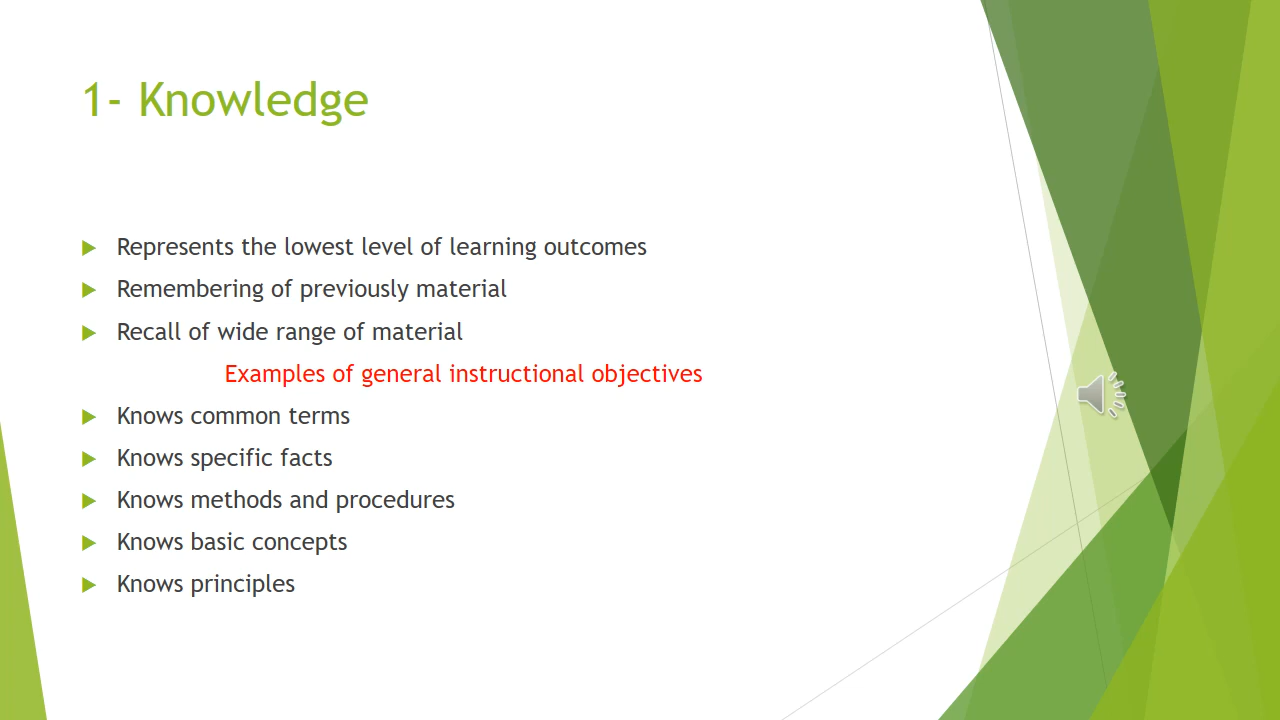 1- Knowledge
Represents the lowest level of learning outcomes
Remembering of previously material
Recall of wide range of material
Examples of general instructional objectives
Knows common terms
Knows specific facts
Knows methods and procedures
Knows basic concepts
Knows principles